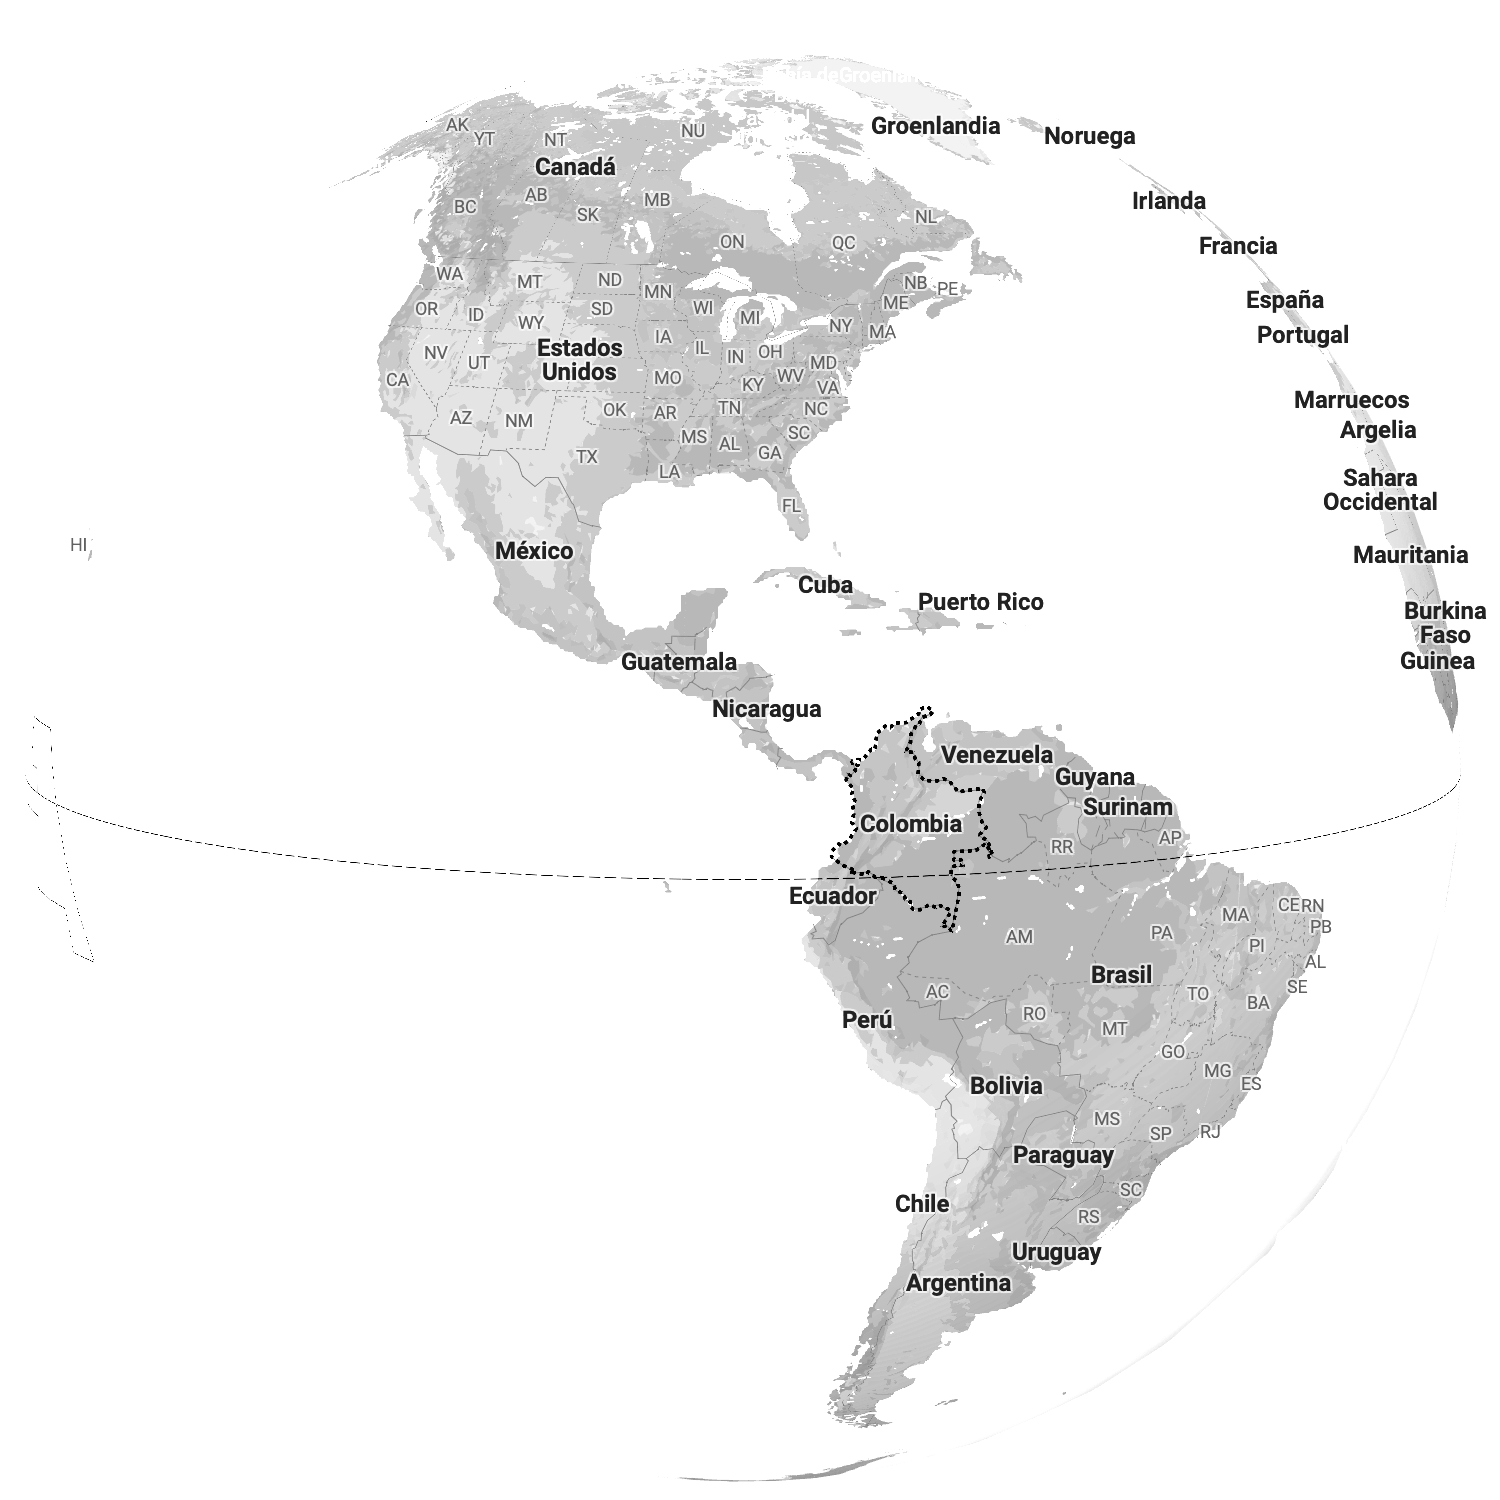 Groenlandia
Noruega
AK
YT
NT
NU
Canadá
AB
MB
BC
SK
NL
Irlanda
ON
QC
Francia
WA
MT
ND
MN
NB
PE
OR
ID
WY
SD
WI
MI
ME
España
NY
MA
Portugal
NV
UT
Estados
Unidos
IA
IL
IN
OH
MD
CA
MO
KY
WV
VA
AZ
NM
OK
AR
TN
NC
Marruecos
TX
MS
AL
GA
SC
Argelia
LA
FL
Sahara
Occidental
HI
México
Mauritania
Cuba
Puerto Rico
Burkina
Faso
Guatemala
Guinea
Nicaragua
Venezuela
Guyana
Surinam
Colombia
RR
AP
Ecuador
AM
PA
MA
CE
RN
PB
PI
AL
Brasil
AC
TO
BA
SE
Perú
RO
MT
GO
MG
ES
Bolivia
MS
SP
RJ
Paraguay
SC
Chile
RS
Uruguay
Argentina